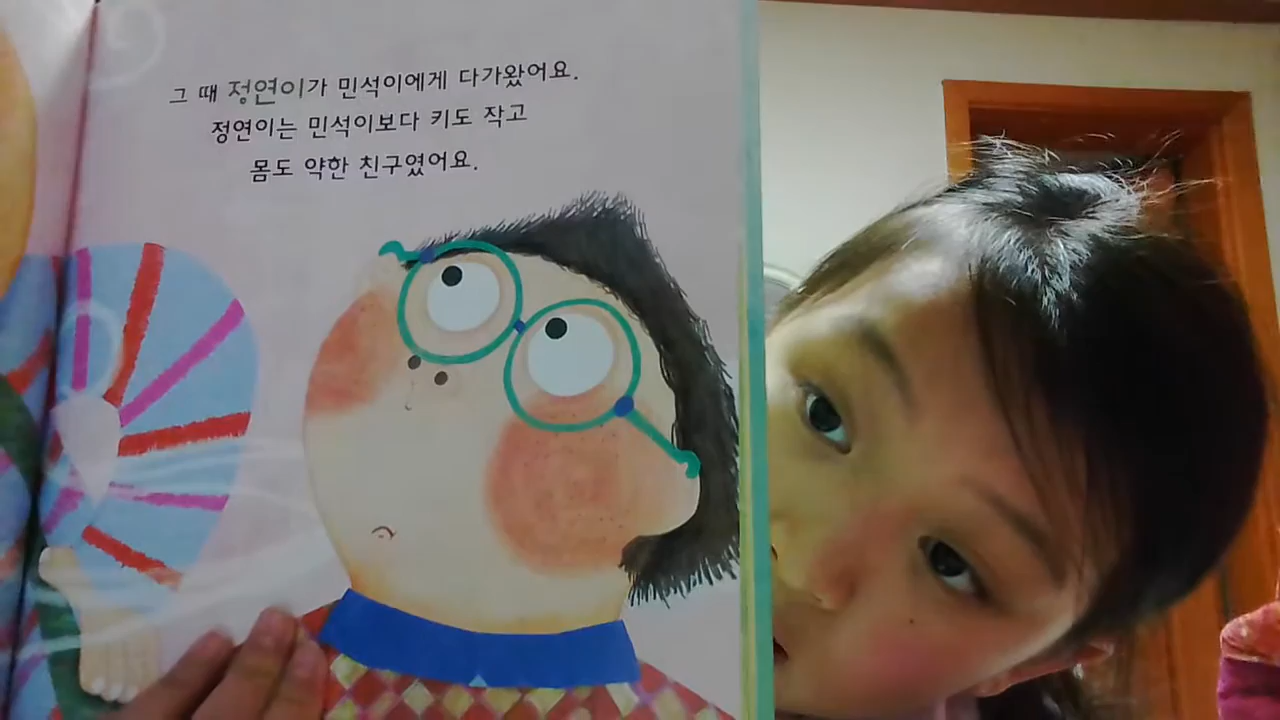 그 때 정연이가 민석이에게 다가왔어요.
정연이는 민석이보다 키도 작고
몸도 약한 친구였어요.